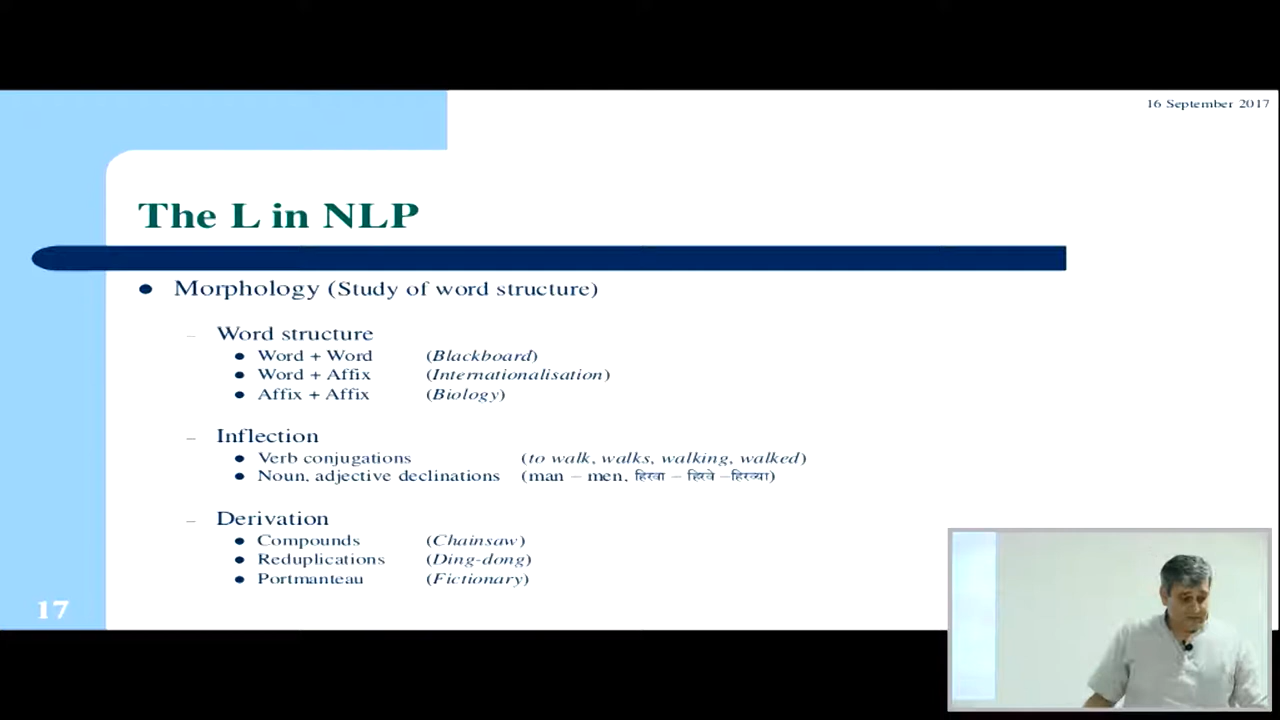 16 September 2017
The L in NLP
● Morphology (Study of word structure)
– Word structure
● Word + Word (Blackboard)
● Word + Affix (Internationalisation)
● Affix + Affix (Biology)
– Inflection
● Verb conjugations (to walk, walks, walking, walked)
● Noun, adjective declinations (man – men, हिरवा – हिरवे –हिरव्या)
– Derivation
● Compounds (Chainsaw)
● Reduplications (Ding-dong)
● Portmanteau (Fictionary)
17